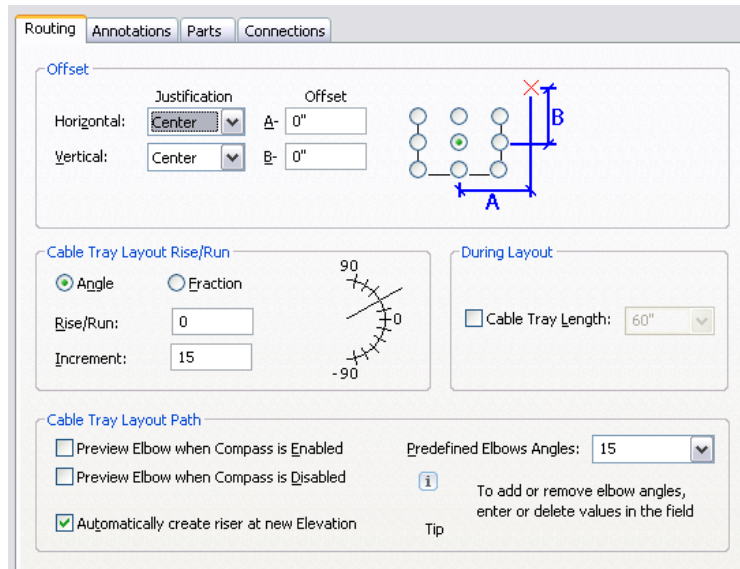 Routing Annotations Parts Connections
Offset
Justification Offset
Horizontal: Center A- 0"
Vertical: Center B- 0"
B
A
Cable Tray Layout Rise/Run
Angle Fraction
Rise/Run: 0
Increment: 15
90
0
-90
During Layout
Cable Tray Length: 60"
Cable Tray Layout Path
Preview Elbow when Compass is Enabled
Preview Elbow when Compass is Disabled
Automatically create riser at new Elevation
Predefined Elbows Angles: 15
i
Tip
To add or remove elbow angles,
enter or delete values in the field